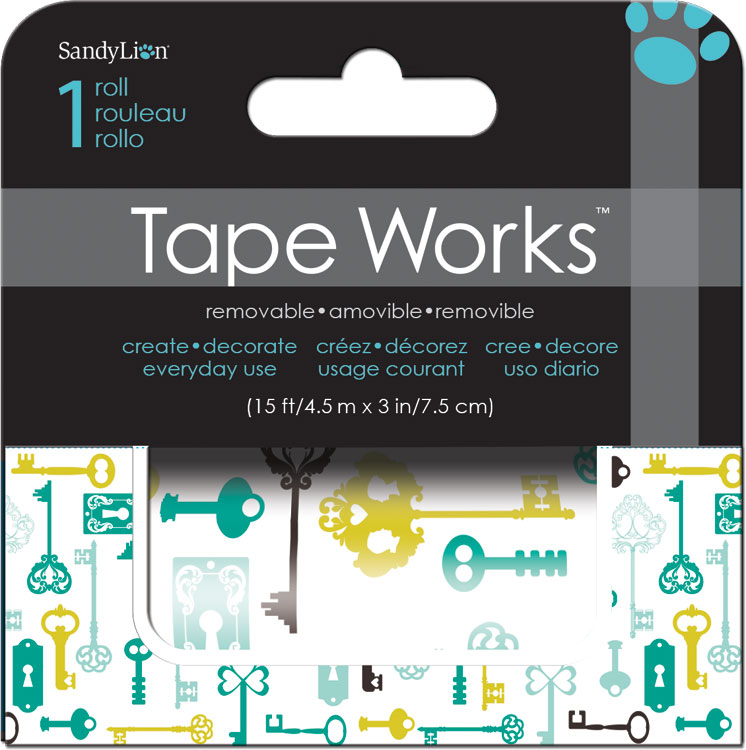 SandyLion
1 roll
rouleau
rollo
Tape Works™
removable•amovible•removible
create•decorate créez•décorez cree•decore
everyday use usage courant uso diario
(15 ft/4.5 m x 3 in/7.5 cm)